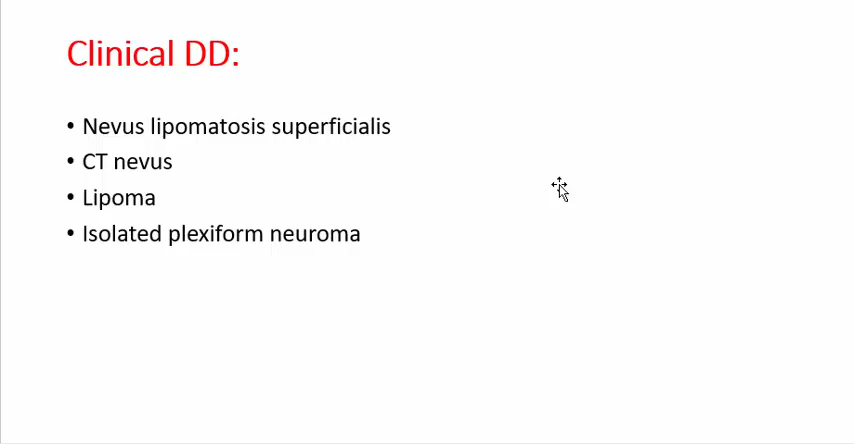 Clinical DD:
• Nevus lipomatosis superficialis
• CT nevus
• Lipoma
• Isolated plexiform neuroma